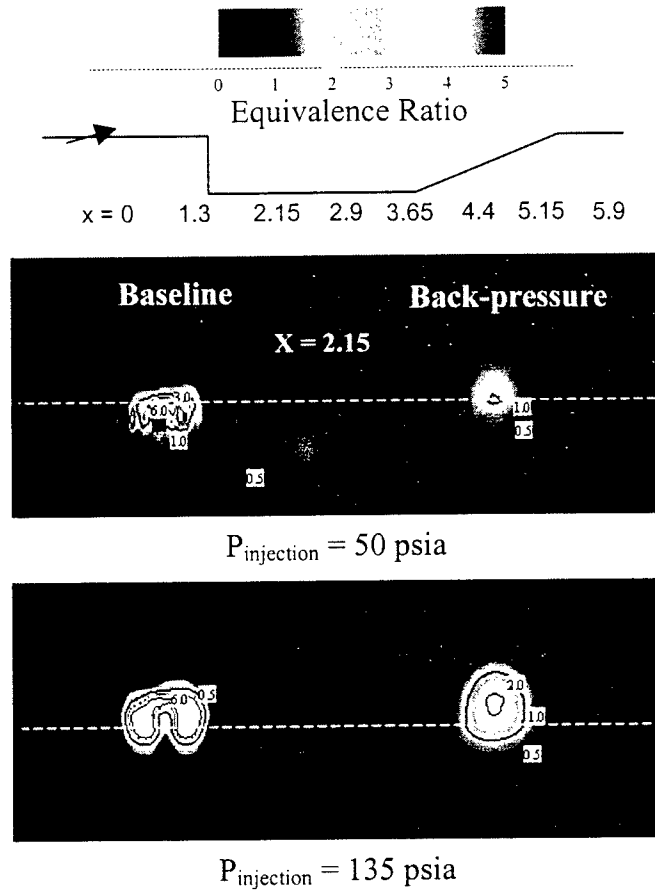 0 1 2 3 4 5
Equivalence Ratio
x = 0 1.3 2.15 2.9 3.65 4.4 5.15 5.9
Baseline Back-pressure
X = 2.15
3.0
6.0
1.0
1.0
0.5
0.5
P_injection = 50 psia
0.5
6.0
2.0
1.0
0.5
P_injection = 135 psia